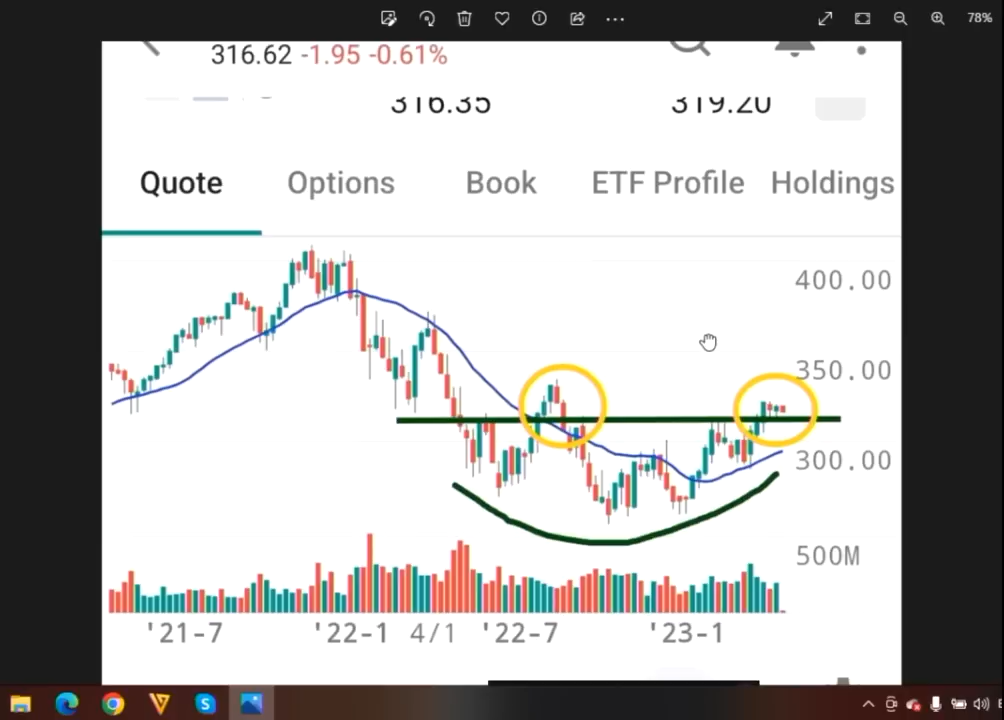 78%
316.62 -1.95 -0.61%
316.35 319.20
Quote Options Book ETF Profile Holdings
400.00
350.00
300.00
500M
'21-7 '22-1 4/1 '22-7 '23-1